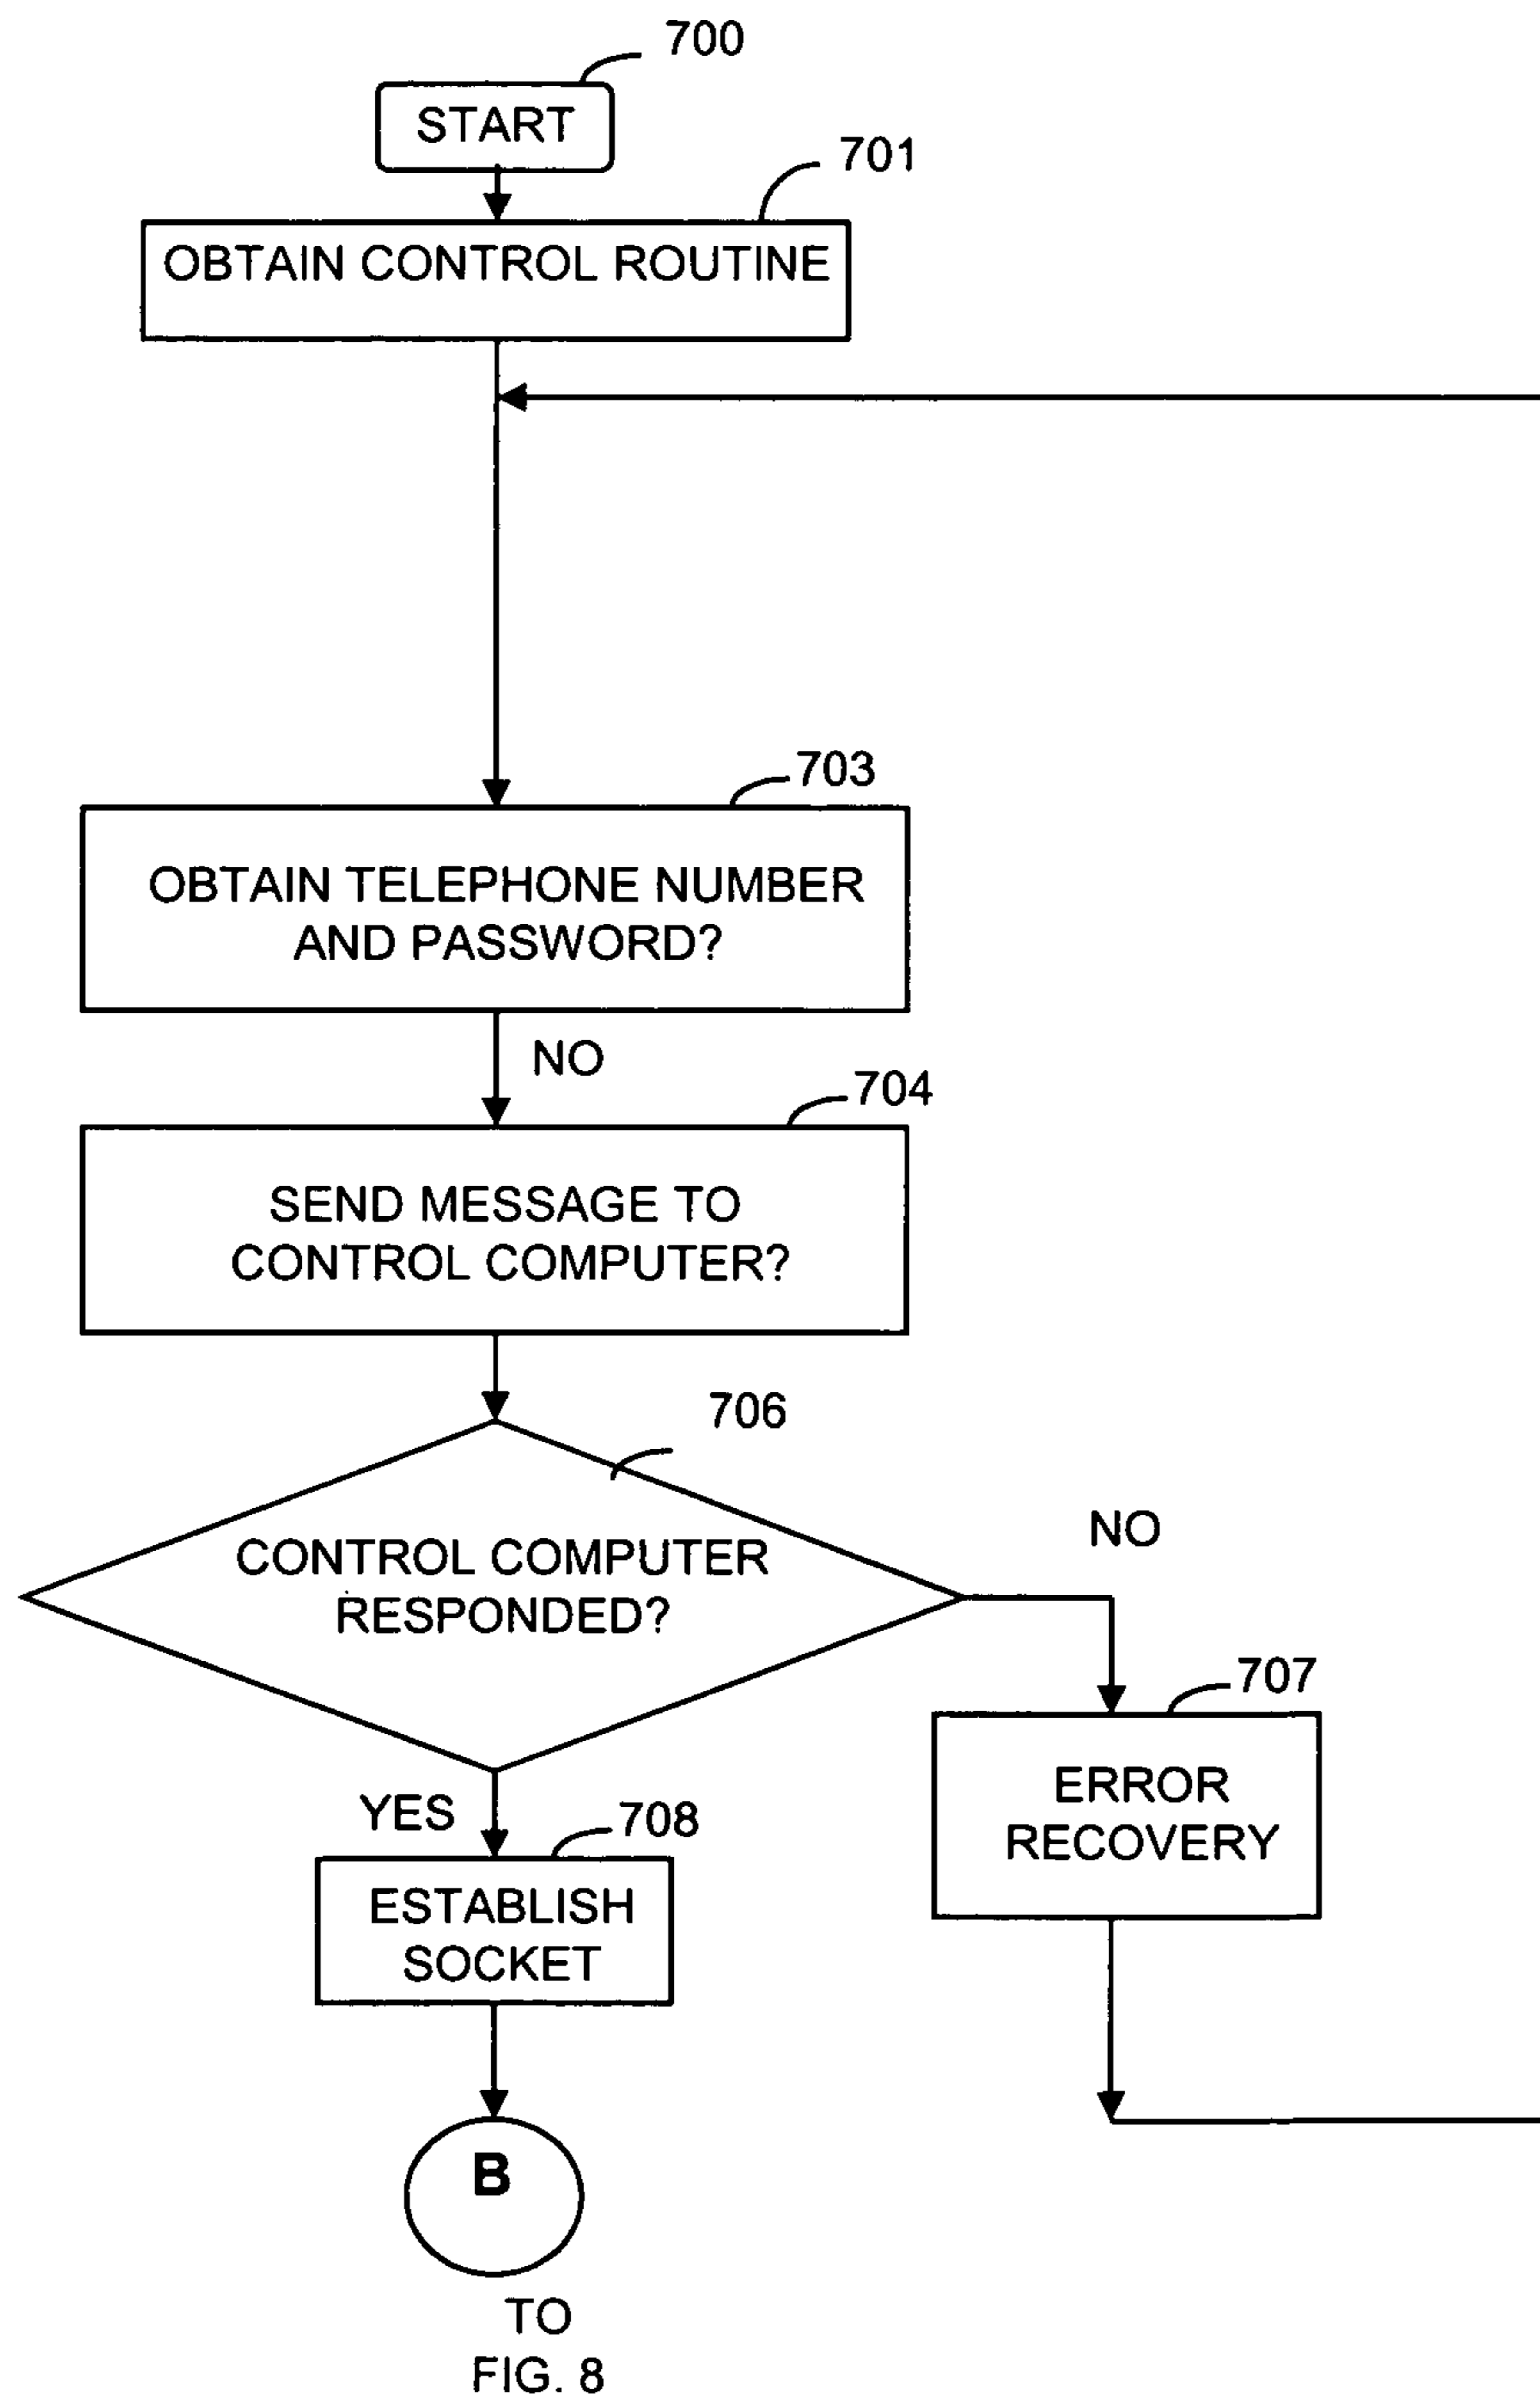 700
START
701
OBTAIN CONTROL ROUTINE
703
OBTAIN TELEPHONE NUMBER
AND PASSWORD?
NO
704
SEND MESSAGE TO
CONTROL COMPUTER?
706
CONTROL COMPUTER
RESPONDED?
NO
707
ERROR
RECOVERY
YES
708
ESTABLISH
SOCKET
B
TO
FIG. 8